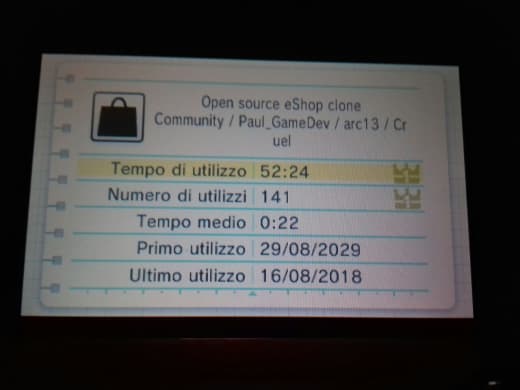 Open source eShop clone
Community / Paul_GameDev / arc13 / Cr
uel
Tempo di utilizzo 52:24
Numero di utilizzi 141
Tempo medio 0:22
Primo utilizzo 29/08/2029
Ultimo utilizzo 16/08/2018